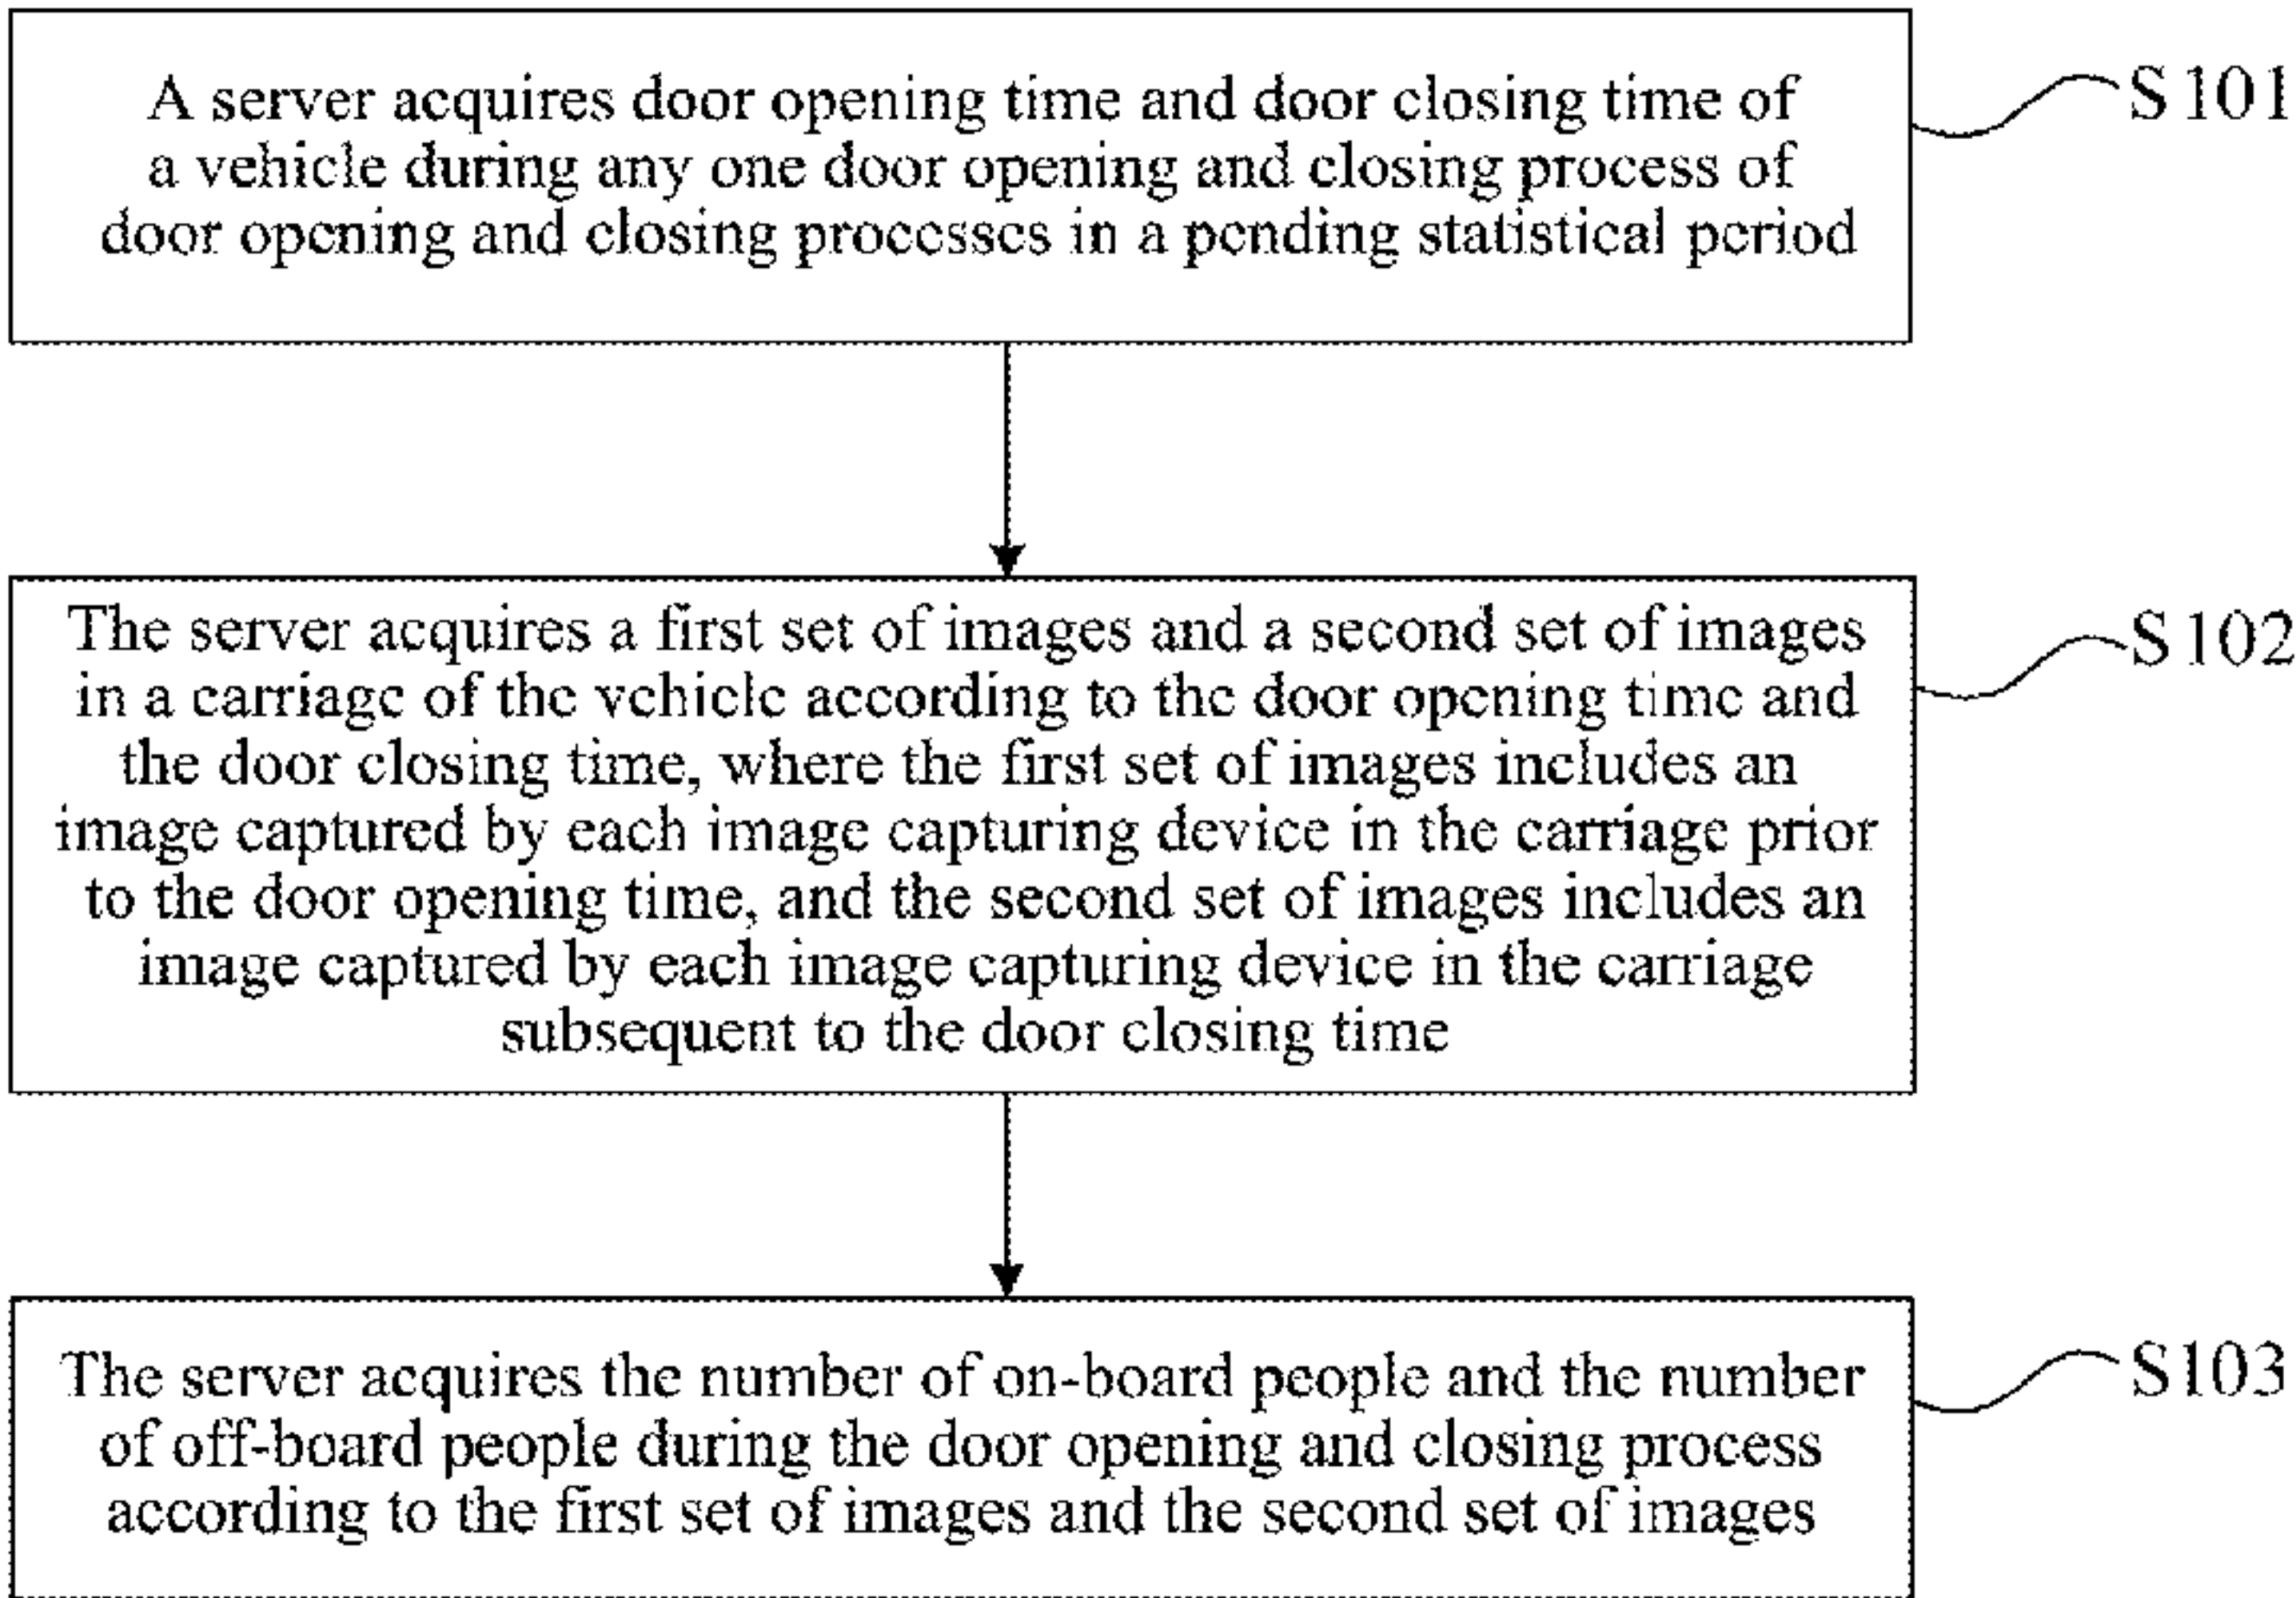 A server acquires door opening time and door closing time of
a vehicle during any one door opening and closing process of
door opening and closing processes in a pending statistical period
S101
The server acquires a first set of images and a second set of images
in a carriage of the vehicle according to the door opening time and
the door closing time, where the first set of images includes an
image captured by each image capturing device in the carriage prior
to the door opening time, and the second set of images includes an
image captured by each image capturing device in the carriage
subsequent to the door closing time
S102
The server acquires the number of on-board people and the number
of off-board people during the door opening and closing process
according to the first set of images and the second set of images
S103